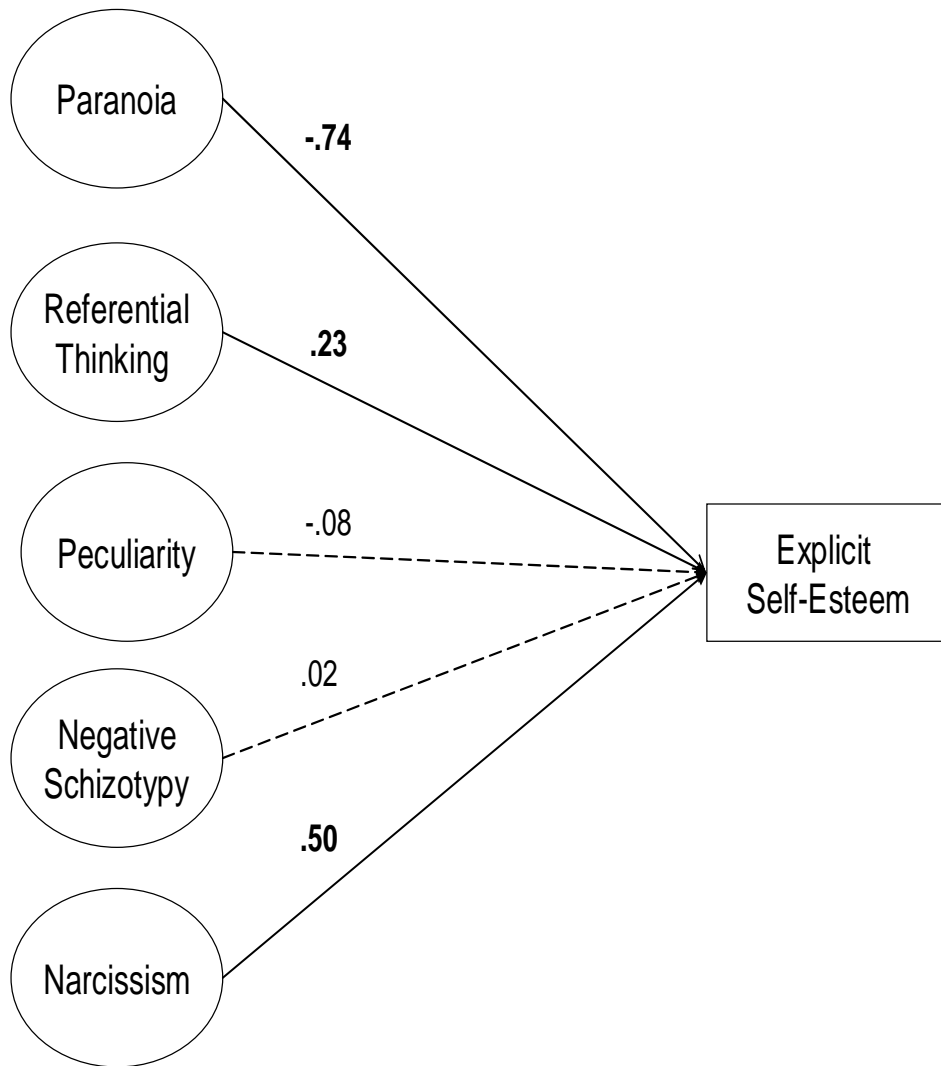 Paranoia
-.74
Referential
Thinking
.23
Peculiarity
-.08
Explicit
Self-Esteem
Negative
Schizotypy
.02
Narcissism
.50